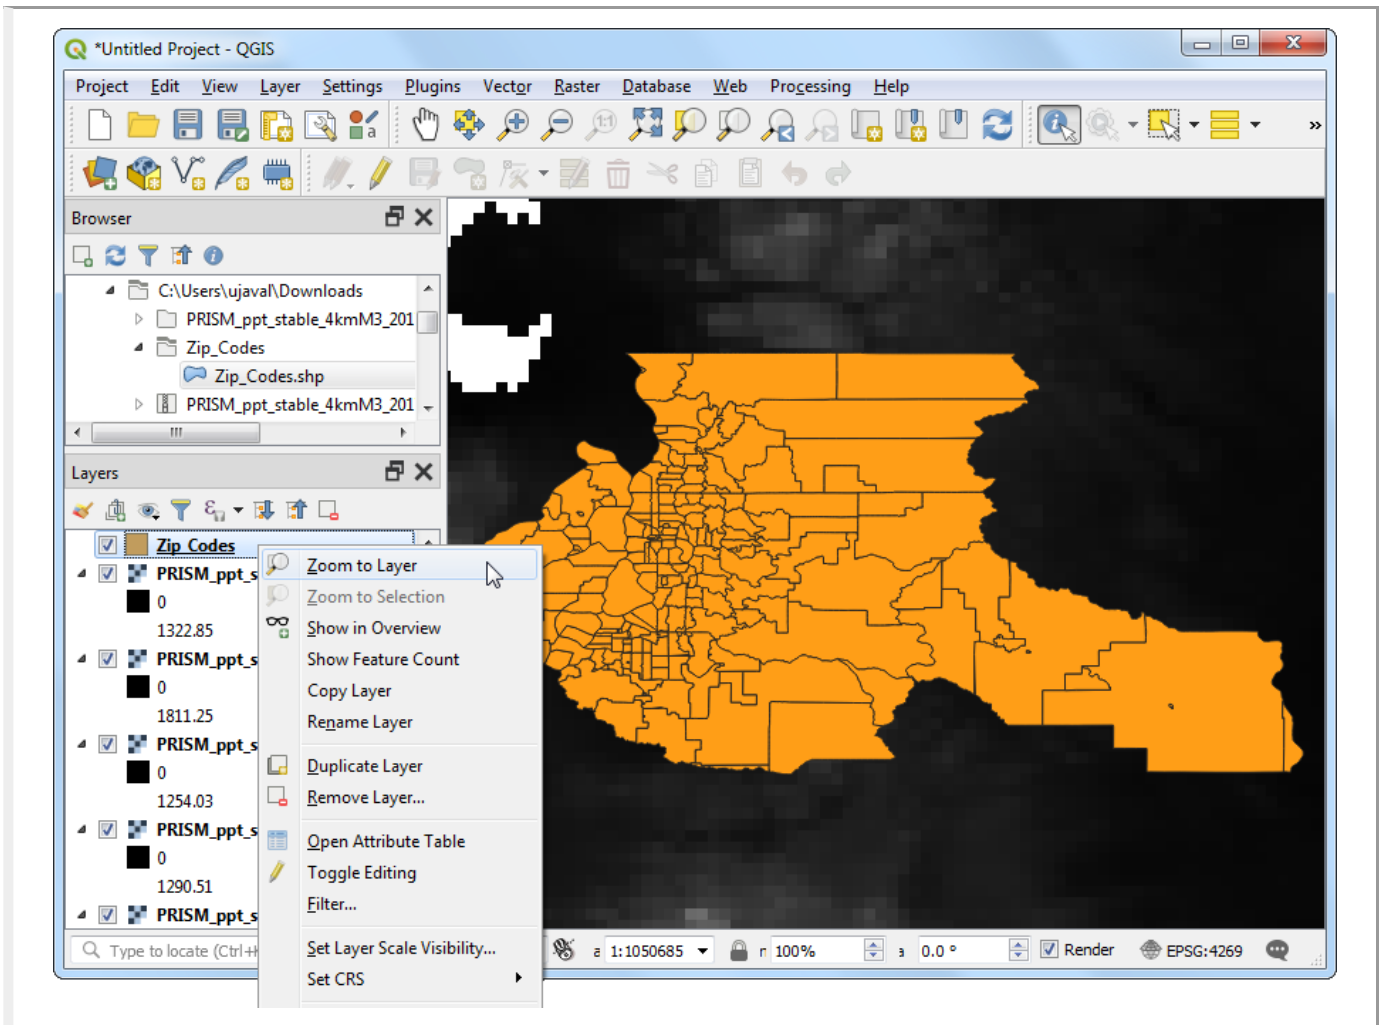 *Untitled Project - QGIS
Project Edit View Layer Settings Plugins Vector Raster Database Web Processing Help
1:1
a
»
Browser
C:\Users\ujaval\Downloads
PRISM_ppt_stable_4kmM3_201
Zip_Codes
Zip_Codes.shp
PRISM_ppt_stable_4kmM3_201
Layers
ε
Zip_Codes
PRISM_ppt_s
0
1322.85
PRISM_ppt_s
0
1811.25
PRISM_ppt_s
0
1254.03
PRISM_ppt_s
0
1290.51
PRISM_ppt_s
Zoom to Layer
Zoom to Selection
Show in Overview
Show Feature Count
Copy Layer
Rename Layer
Duplicate Layer
Remove Layer...
Open Attribute Table
Toggle Editing
Filter...
Set Layer Scale Visibility...
Set CRS
Type to locate (Ctrl+ 1:1050685 100% 0.0 ° Render EPSG:4269